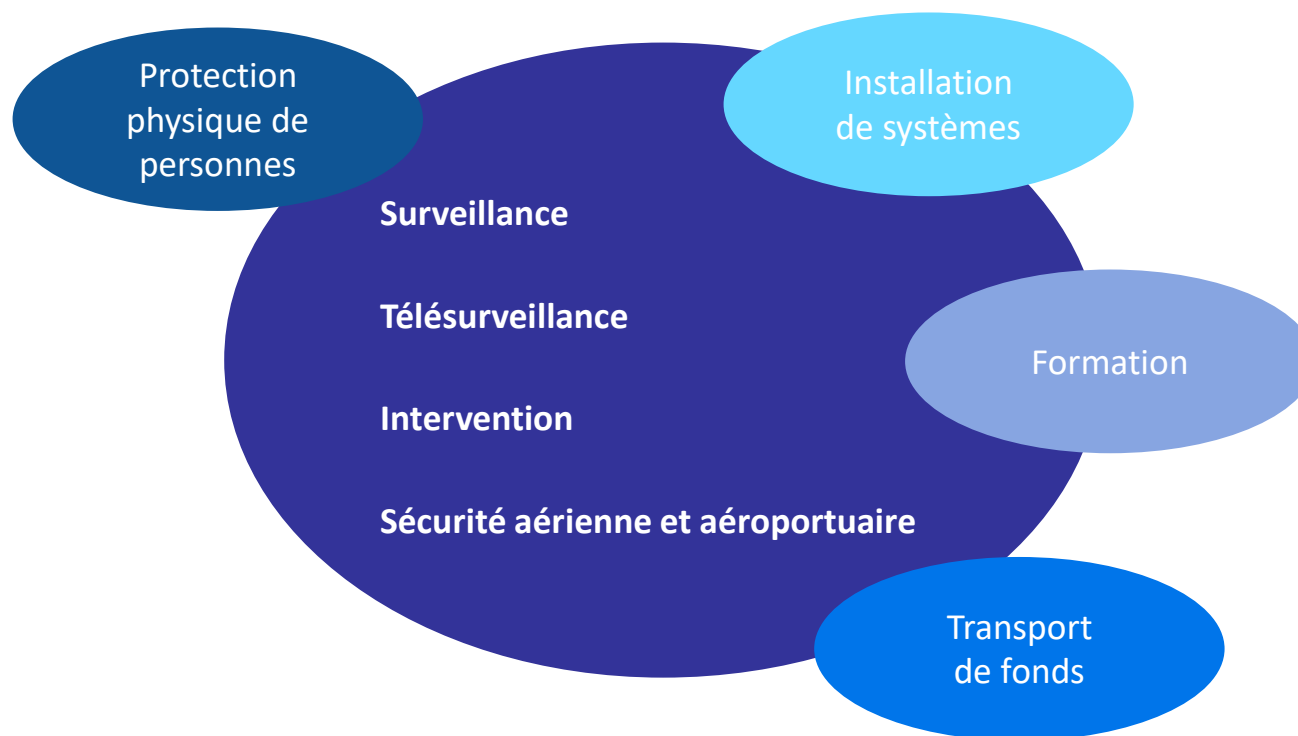 Protection
physique de
personnes
Installation
de systèmes
Surveillance
Télésurveillance
Formation
Intervention
Sécurité aérienne et aéroportuaire
Transport
de fonds